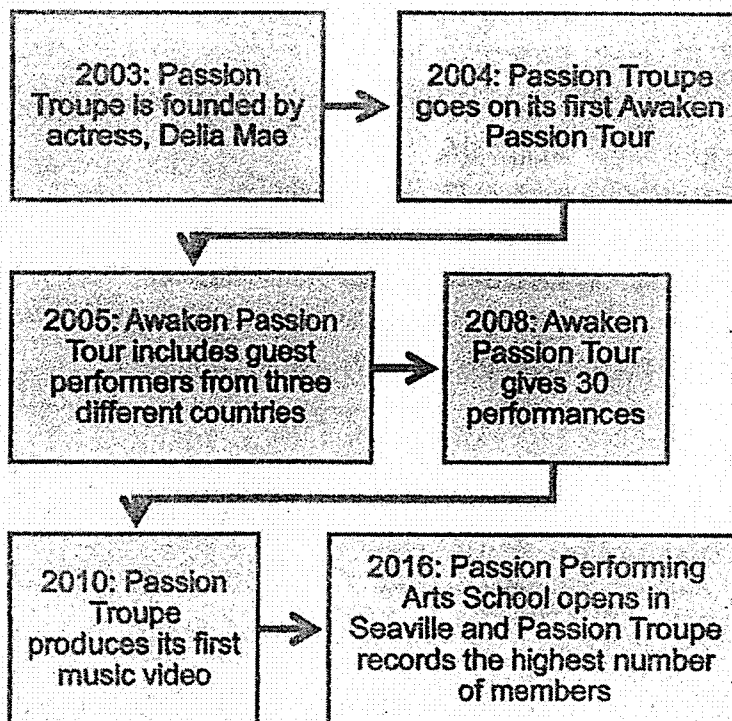 2003: Passion
Troupe is founded by
actress, Delia Mae
2004: Passion Troupe
goes on its first Awaken
Passion Tour
2005: Awaken Passion
Tour includes guest
performers from three
different countries
2008: Awaken
Passion Tour
gives 30
performances
2010: Passion
Troupe
produces its first
music video
2016: Passion Performing
Arts School opens in
Seaville and Passion Troupe
records the highest number
of members